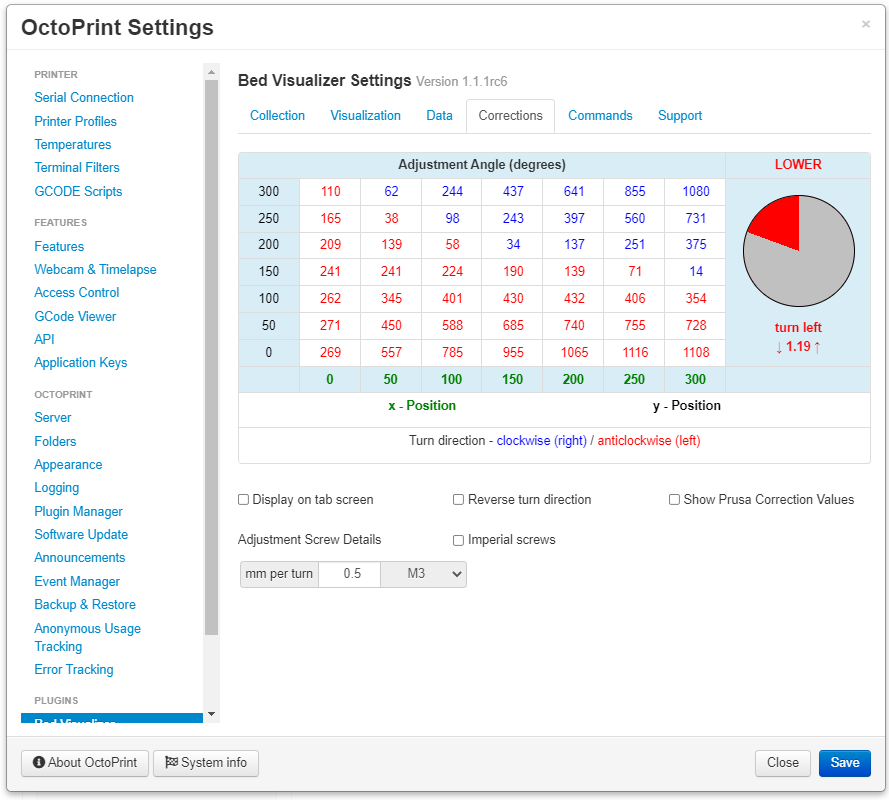 OctoPrint Settings
×
PRINTER
Serial Connection
Printer Profiles
Temperatures
Terminal Filters
GCODE Scripts
FEATURES
Features
Webcam & Timelapse
Access Control
GCode Viewer
API
Application Keys
OCTOPRINT
Server
Folders
Appearance
Logging
Plugin Manager
Software Update
Announcements
Event Manager
Backup & Restore
Anonymous Usage
Tracking
Error Tracking
PLUGINS
Bed Visualizer
Bed Visualizer Settings Version 1.1.1rc6
Collection Visualization Data Corrections Commands Support
Adjustment Angle (degrees) LOWER
300 110 62 244 437 641 855 1080
250 165 38 98 243 397 560 731
200 209 139 58 34 137 251 375
150 241 241 224 190 139 71 14
100 262 345 401 430 432 406 354
50 271 450 588 685 740 755 728
0 269 557 785 955 1065 1116 1108
turn left
↓ 1.19 ↑
0 50 100 150 200 250 300
x - Position y - Position
Turn direction - clockwise (right) / anticlockwise (left)
Display on tab screen Reverse turn direction Show Prusa Correction Values
Adjustment Screw Details Imperial screws
mm per turn 0.5 M3
About OctoPrint System info Close Save